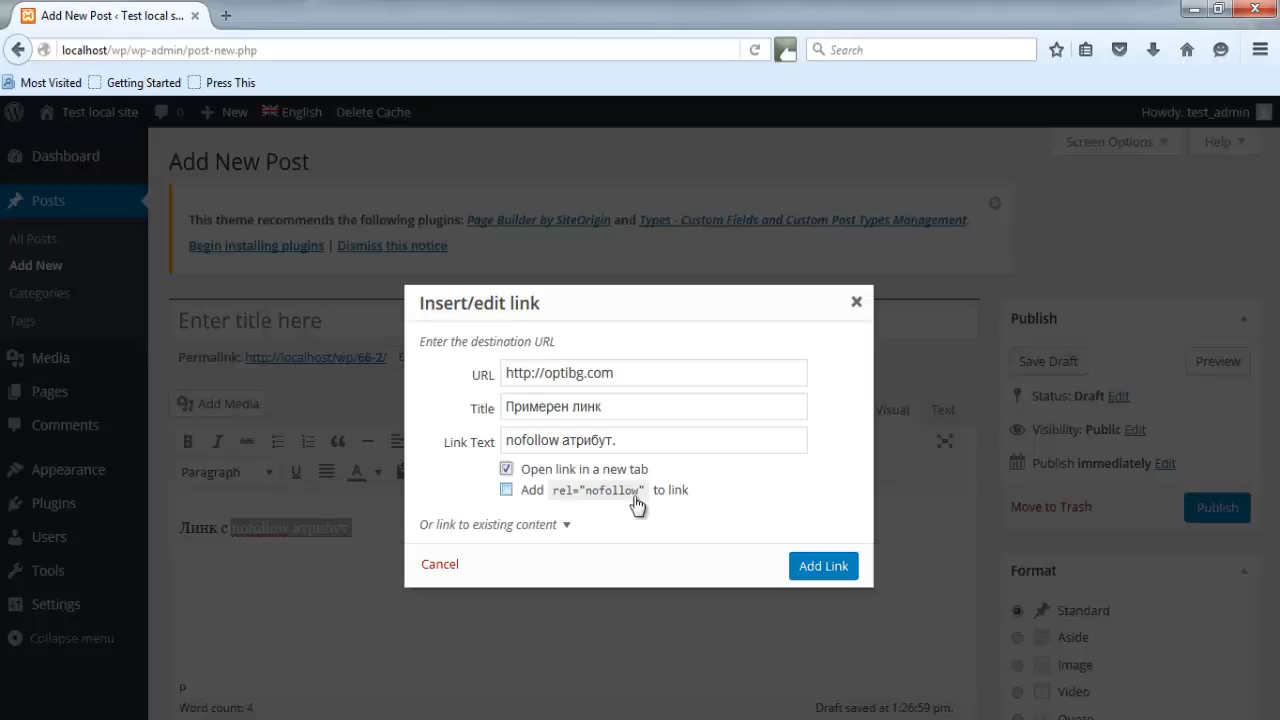 Add New Post ‹ Test local s...
localhost/wp/wp-admin/post-new.php
Search
Most Visited Getting Started Press This
Test local site 0 New English Delete Cache Howdy, test_admin
Dashboard
Posts
All Posts
Add New
Categories
Tags
Media
Pages
Comments
Appearance
Plugins
Users
Tools
Settings
Collapse menu
Screen Options Help
Add New Post
This theme recommends the following plugins: Page Builder by SiteOrigin and Types - Custom Fields and Custom Post Types Management.
Begin installing plugins | Dismiss this notice
Enter title here
Permalink: http://localhost/wp/66-2/
Add Media
Visual Text
B I
Paragraph U A
Линк с nofollow атрибут.
p
Word count: 4 Draft saved at 1:26:59 pm.
Insert/edit link
Enter the destination URL
URL http://optibg.com
Title Примерен линк
Link Text nofollow атрибут.
Open link in a new tab
Add rel="nofollow" to link
Or link to existing content
Cancel Add Link
Publish
Save Draft Preview
Status: Draft Edit
Visibility: Public Edit
Publish immediately Edit
Move to Trash Publish
Format
Standard
Aside
Image
Video
Quote